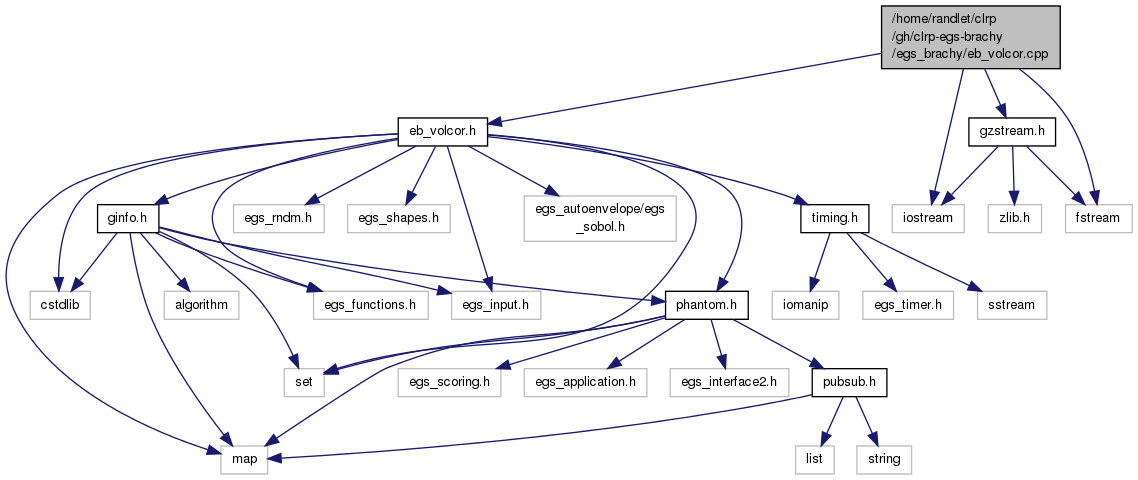 /home/randlet/clrp
/gh/clrp-egs-brachy
/egs_brachy/eb_volcor.cpp
eb_volcor.h
gzstream.h
ginfo.h
egs_rndm.h
egs_shapes.h
egs_autoenvelope/egs
_sobol.h
timing.h
iostream
zlib.h
fstream
cstdlib
algorithm
egs_functions.h
egs_input.h
phantom.h
iomanip
egs_timer.h
sstream
set
egs_scoring.h
egs_application.h
egs_interface2.h
pubsub.h
map
list
string